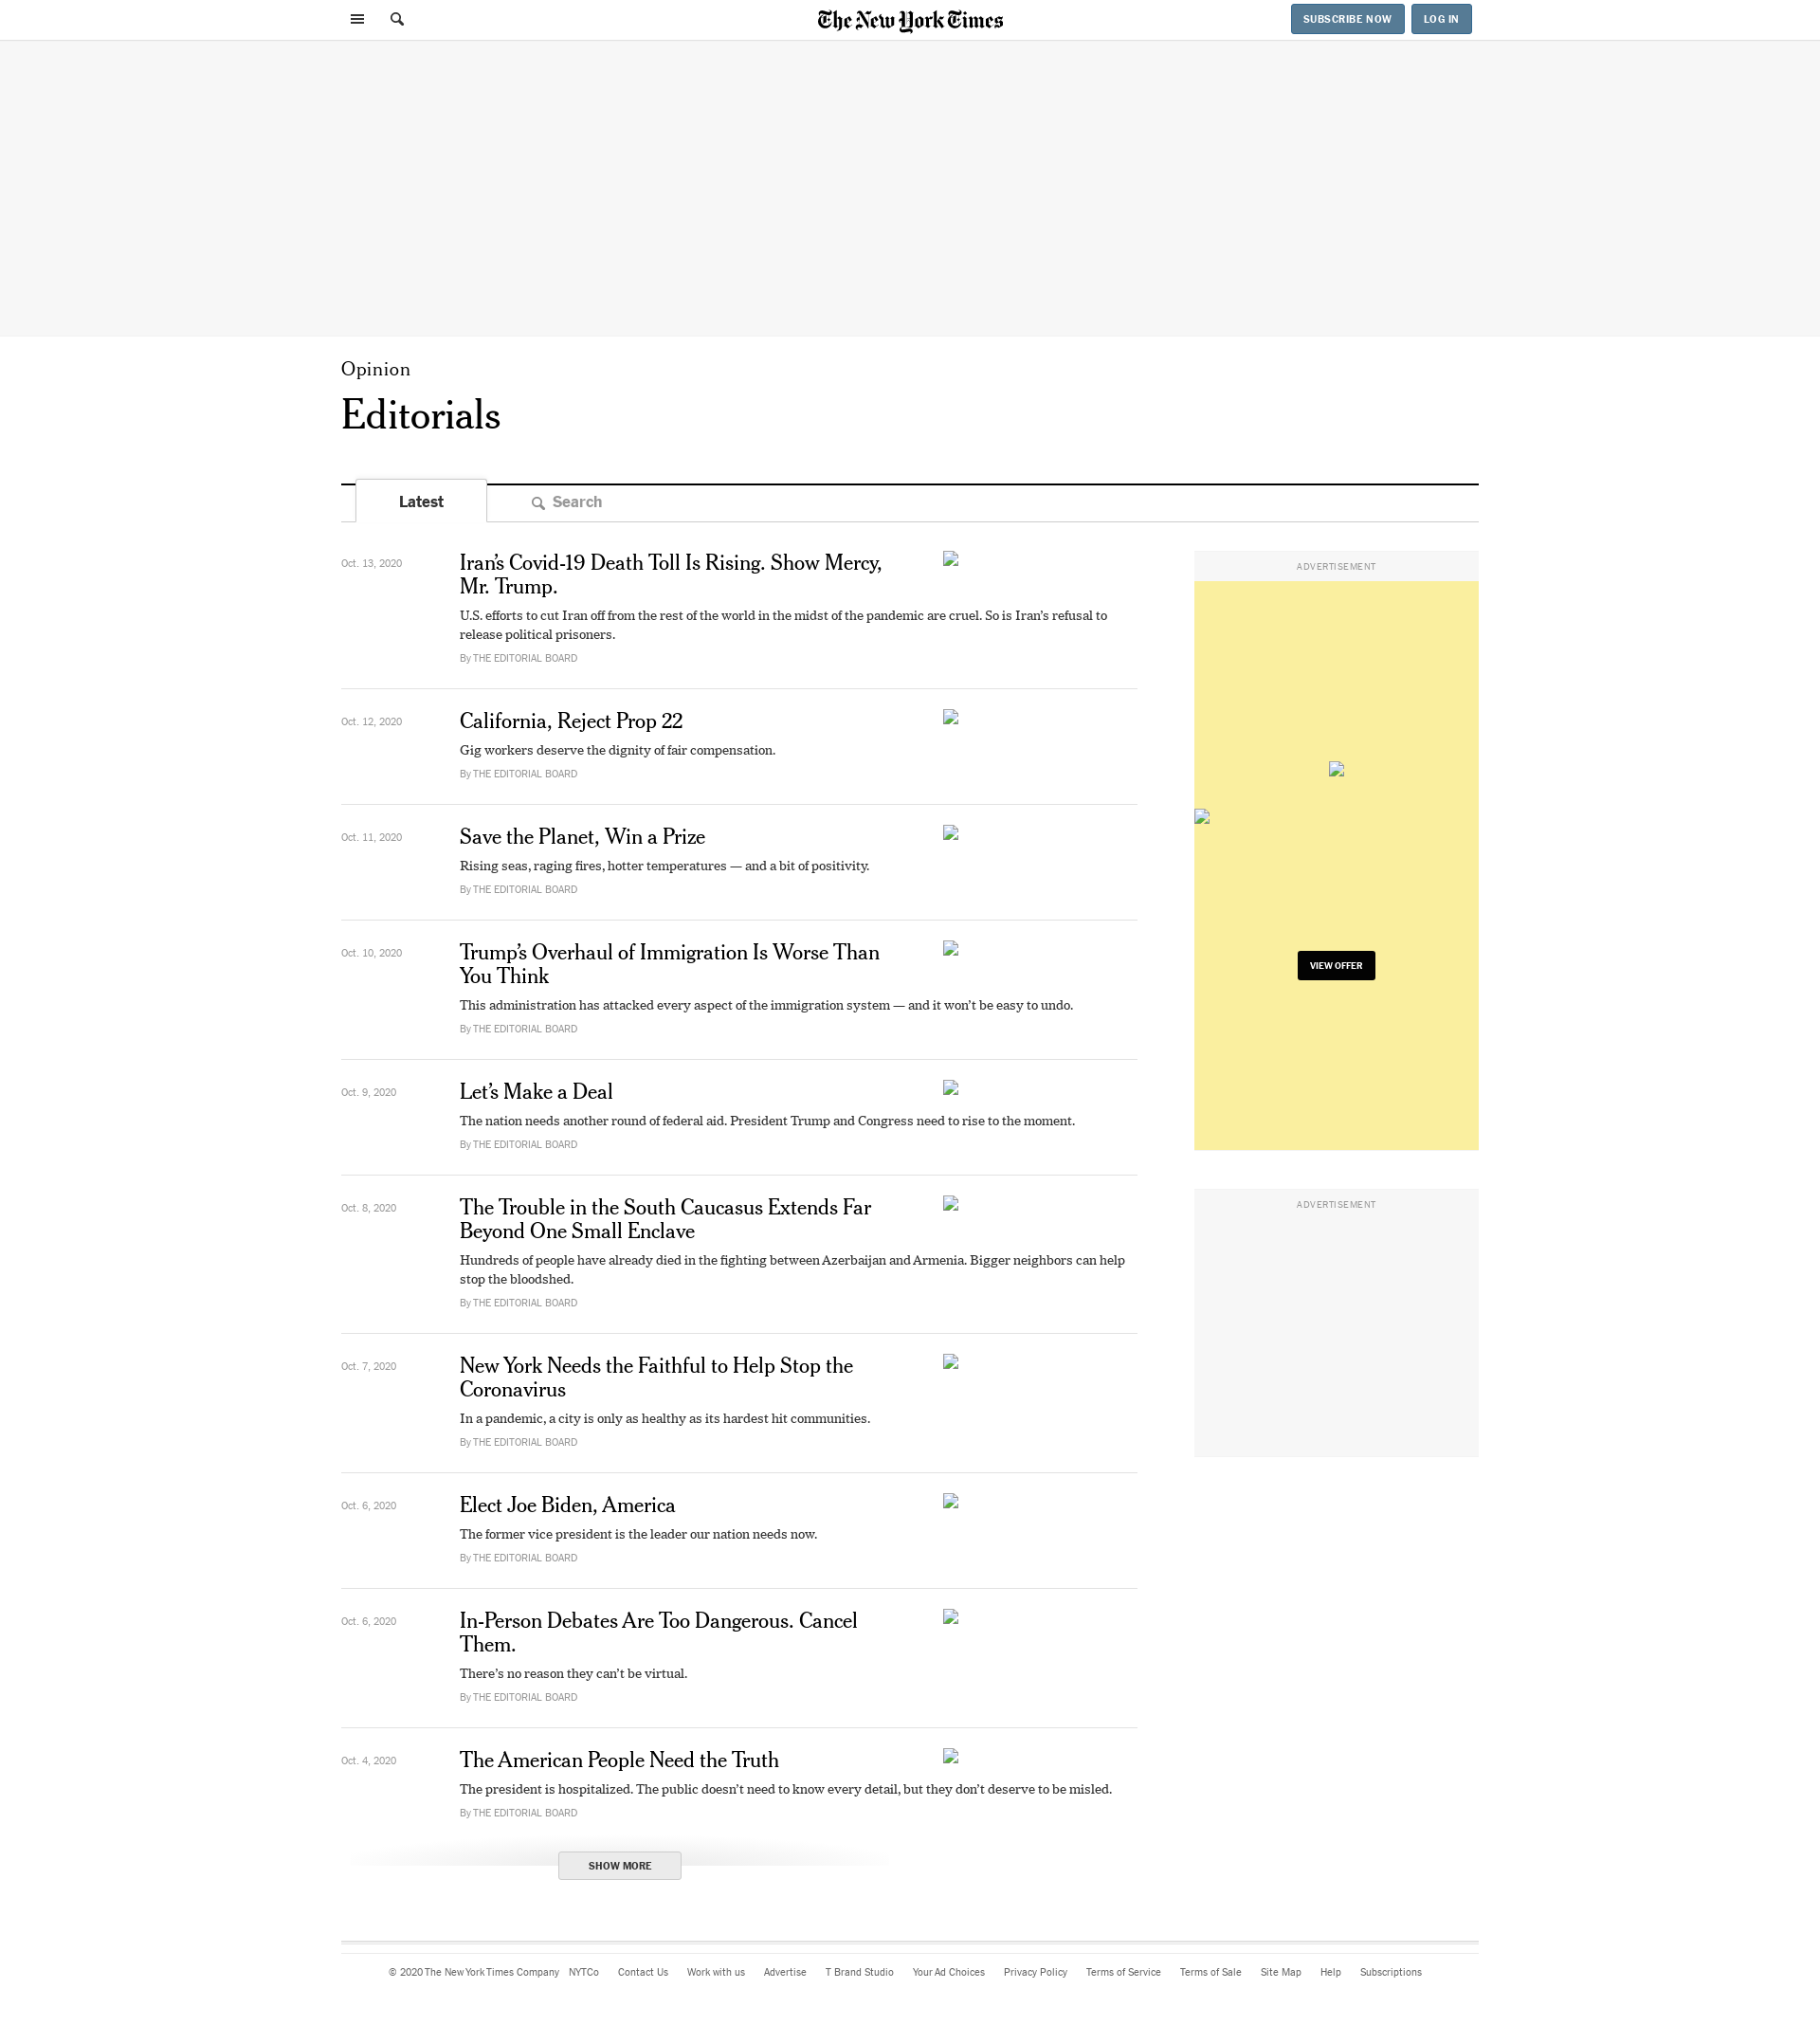 The New York Times
SUBSCRIBE NOW
LOG IN
Opinion
Editorials
Latest
Search
Oct. 13, 2020
Iran’s Covid-19 Death Toll Is Rising. Show Mercy,
Mr. Trump.
U.S. efforts to cut Iran off from the rest of the world in the midst of the pandemic are cruel. So is Iran’s refusal to
release political prisoners.
By THE EDITORIAL BOARD
Oct. 12, 2020
California, Reject Prop 22
Gig workers deserve the dignity of fair compensation.
By THE EDITORIAL BOARD
Oct. 11, 2020
Save the Planet, Win a Prize
Rising seas, raging fires, hotter temperatures — and a bit of positivity.
By THE EDITORIAL BOARD
Oct. 10, 2020
Trump’s Overhaul of Immigration Is Worse Than
You Think
This administration has attacked every aspect of the immigration system — and it won’t be easy to undo.
By THE EDITORIAL BOARD
Oct. 9, 2020
Let’s Make a Deal
The nation needs another round of federal aid. President Trump and Congress need to rise to the moment.
By THE EDITORIAL BOARD
Oct. 8, 2020
The Trouble in the South Caucasus Extends Far
Beyond One Small Enclave
Hundreds of people have already died in the fighting between Azerbaijan and Armenia. Bigger neighbors can help
stop the bloodshed.
By THE EDITORIAL BOARD
Oct. 7, 2020
New York Needs the Faithful to Help Stop the
Coronavirus
In a pandemic, a city is only as healthy as its hardest hit communities.
By THE EDITORIAL BOARD
Oct. 6, 2020
Elect Joe Biden, America
The former vice president is the leader our nation needs now.
By THE EDITORIAL BOARD
Oct. 6, 2020
In-Person Debates Are Too Dangerous. Cancel
Them.
There’s no reason they can’t be virtual.
By THE EDITORIAL BOARD
Oct. 4, 2020
The American People Need the Truth
The president is hospitalized. The public doesn’t need to know every detail, but they don’t deserve to be misled.
By THE EDITORIAL BOARD
SHOW MORE
ADVERTISEMENT
VIEW OFFER
ADVERTISEMENT
© 2020 The New York Times Company NYTCo Contact Us Work with us Advertise T Brand Studio Your Ad Choices Privacy Policy Terms of Service Terms of Sale Site Map Help Subscriptions